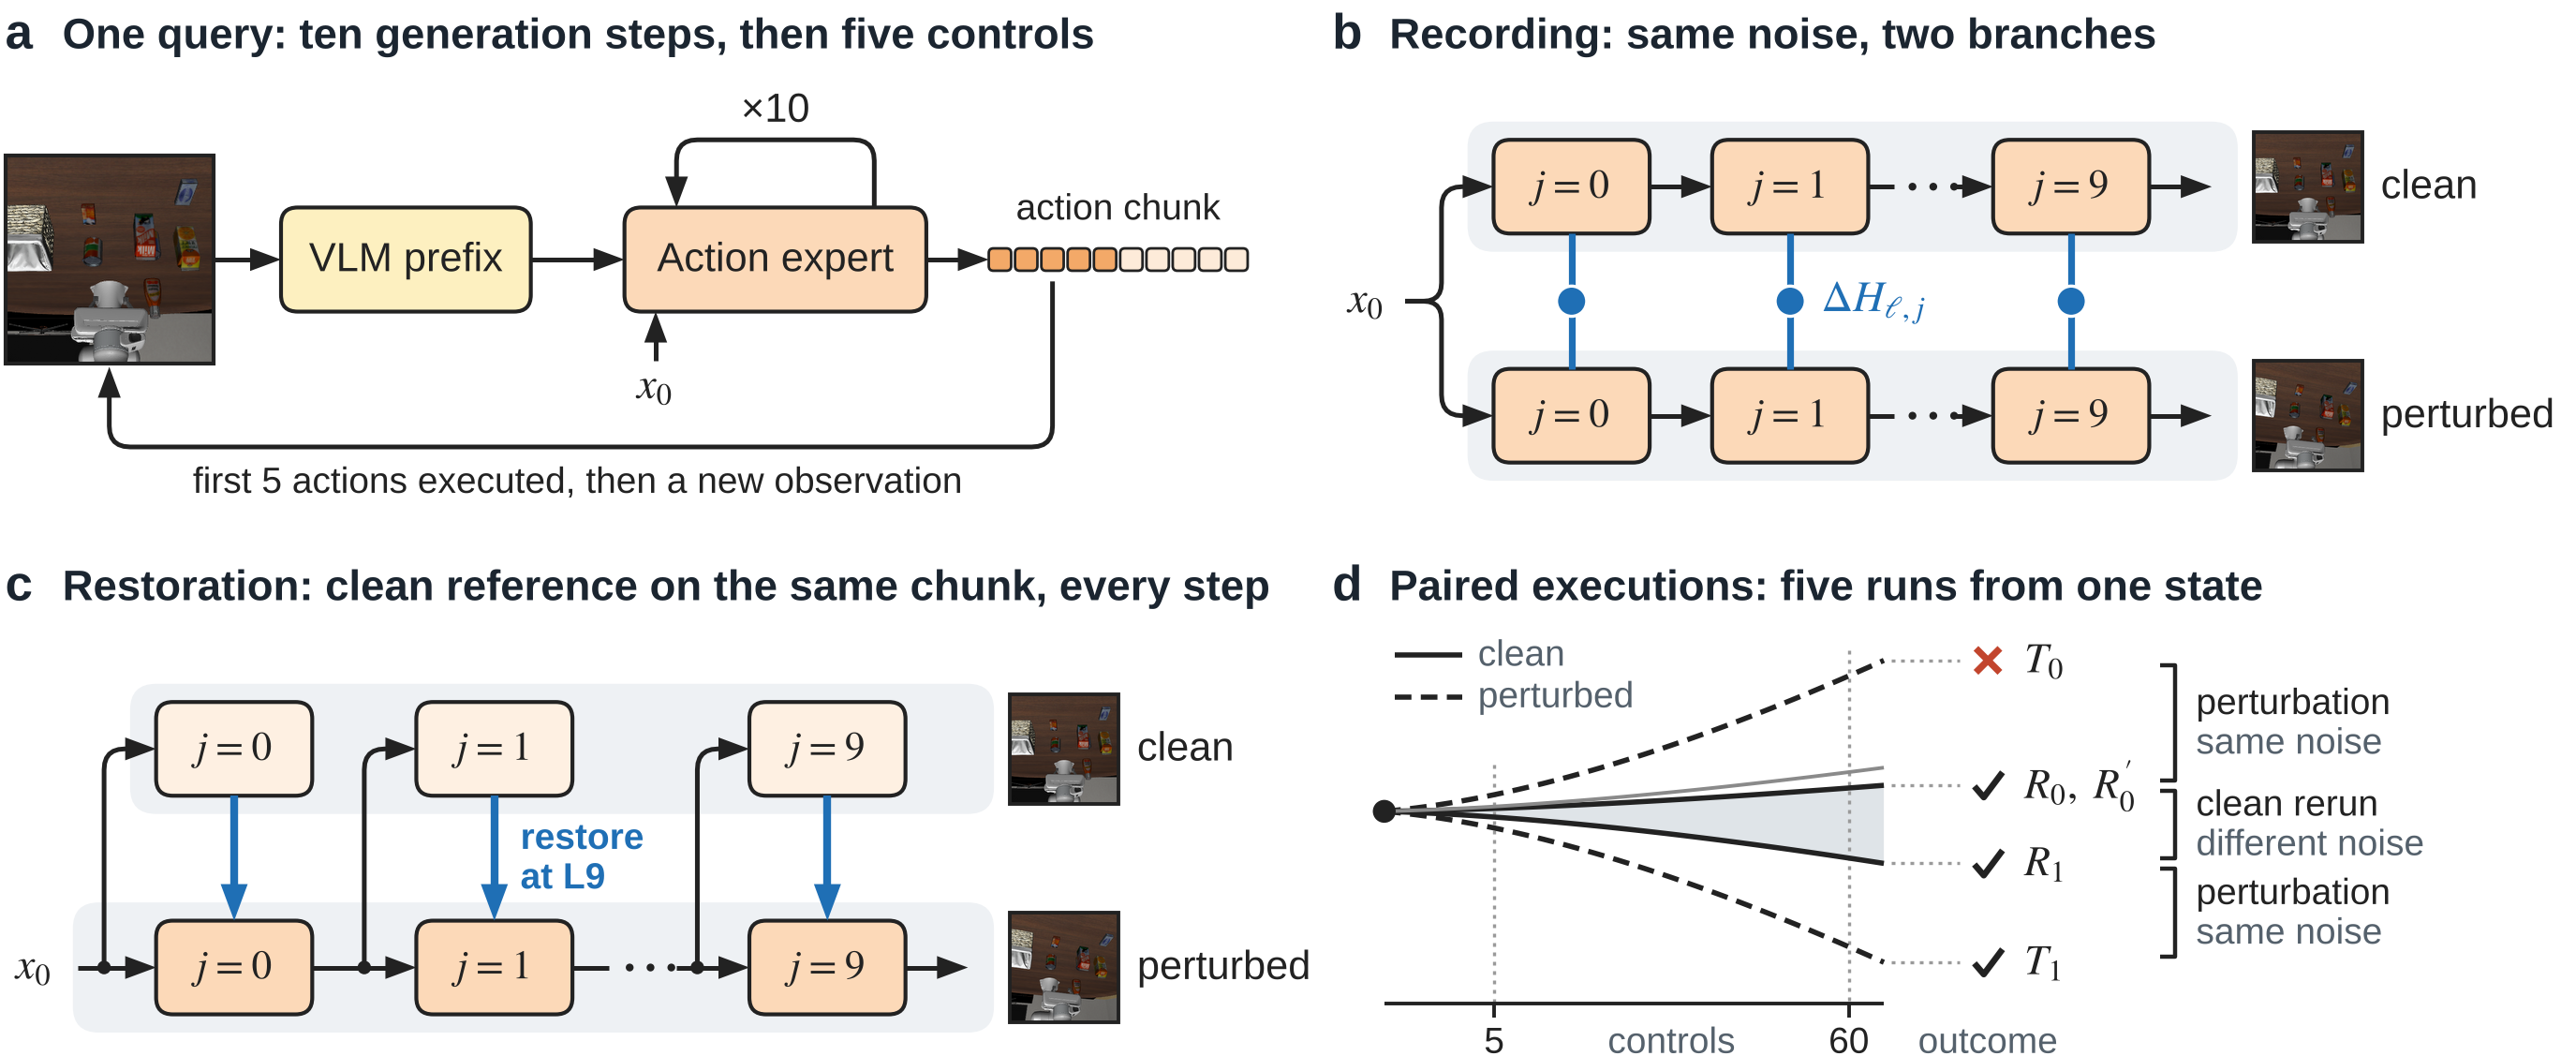 a One query: ten generation steps, then five controls
×10
VLM prefix
Action expert
action chunk
x₀
first 5 actions executed, then a new observation
b Recording: same noise, two branches
j = 0
j = 1
j = 9
clean
x₀
ΔH_{ℓ,j}
j = 0
j = 1
j = 9
perturbed
c Restoration: clean reference on the same chunk, every step
j = 0
j = 1
j = 9
clean
restore
at L9
x₀
j = 0
j = 1
j = 9
perturbed
d Paired executions: five runs from one state
clean
perturbed
T₀
R₀, R₀′
R₁
T₁
perturbation
same noise
clean rerun
different noise
perturbation
same noise
5
controls
60
outcome